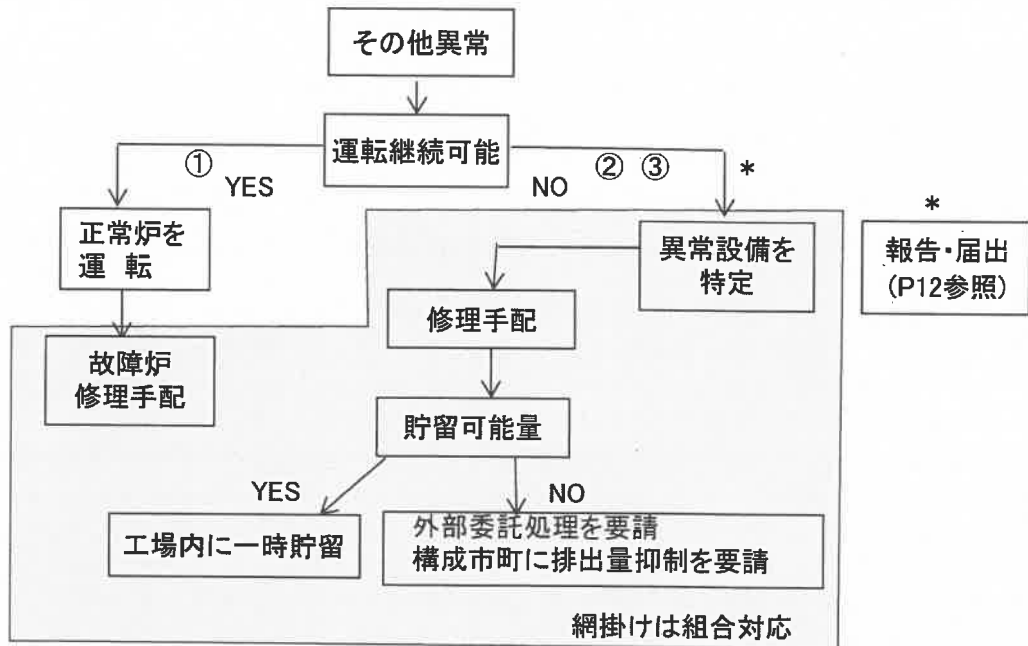 その他異常
運転継続可能
①
YES
NO
② ③
*
*
正常炉を
運 転
異常設備を
特定
報告・届出
(P12参照)
修理手配
故障炉
修理手配
貯留可能量
YES
NO
工場内に一時貯留
外部委託処理を要請
構成市町に排出量抑制を要請
網掛けは組合対応